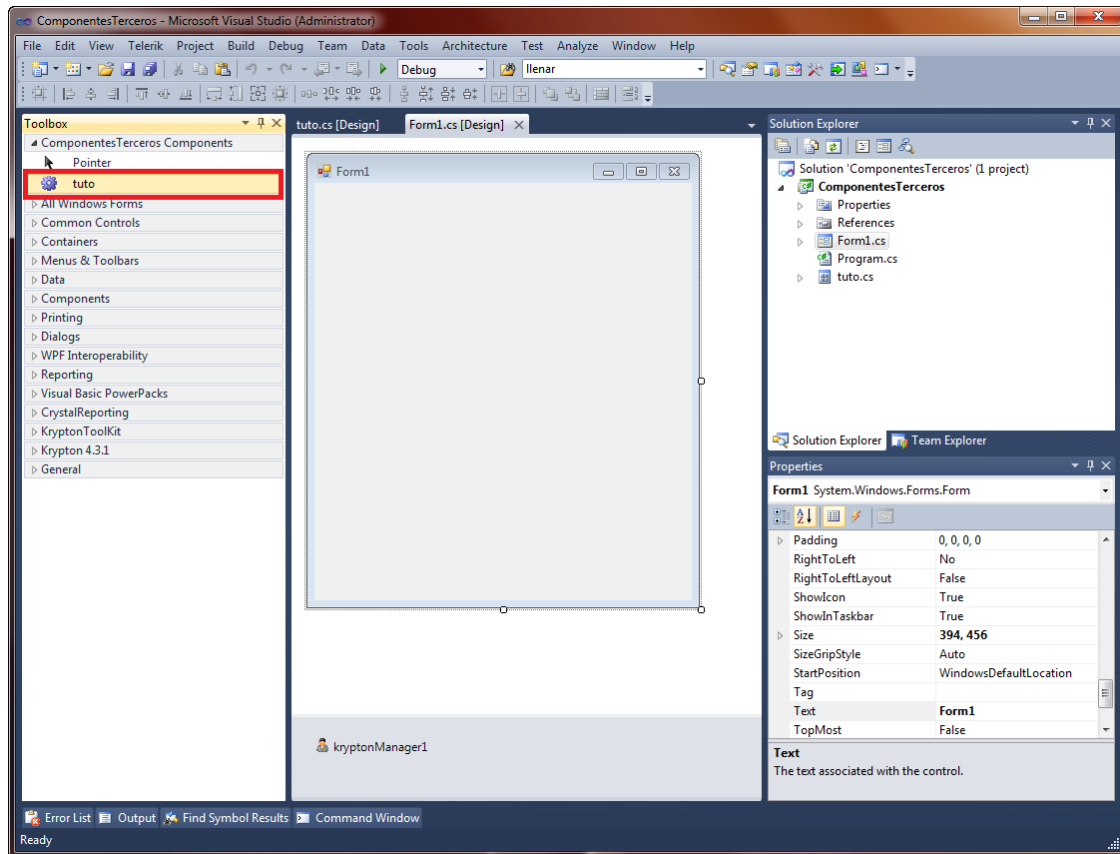 ComponentesTerceros - Microsoft Visual Studio (Administrator)
File Edit View Telerik Project Build Debug Team Data Tools Architecture Test Analyze Window Help
Debug llenar
Toolbox
ComponentesTerceros Components
Pointer
tuto
All Windows Forms
Common Controls
Containers
Menus & Toolbars
Data
Components
Printing
Dialogs
WPF Interoperability
Reporting
Visual Basic PowerPacks
CrystalReporting
KryptonToolKit
Krypton 4.3.1
General
tuto.cs [Design] Form1.cs [Design]
Form1
kryptonManager1
Solution Explorer
Solution 'ComponentesTerceros' (1 project)
ComponentesTerceros
Properties
References
Form1.cs
Program.cs
tuto.cs
Solution Explorer Team Explorer
Properties
Form1 System.Windows.Forms.Form
Padding 0, 0, 0, 0
RightToLeft No
RightToLeftLayout False
ShowIcon True
ShowInTaskbar True
Size 394, 456
SizeGripStyle Auto
StartPosition WindowsDefaultLocation
Tag
Text Form1
TopMost False
Text
The text associated with the control.
Error List Output Find Symbol Results Command Window
Ready